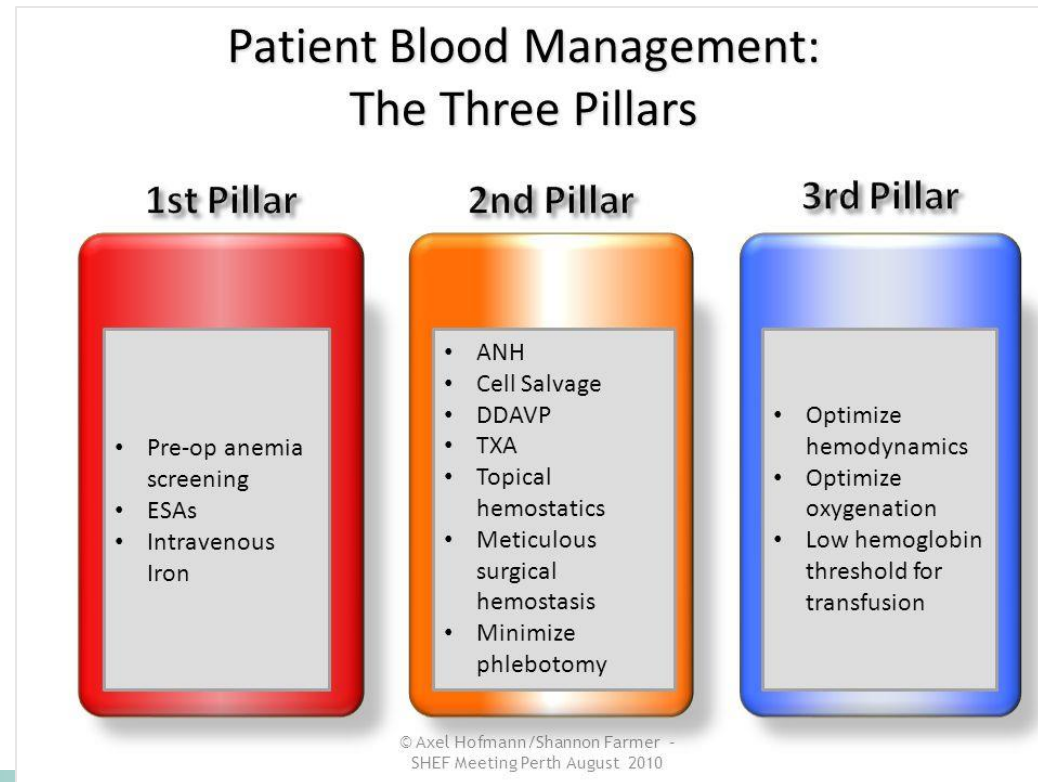 Patient Blood Management:
The Three Pillars
1st Pillar
• Pre-op anemia
screening
• ESAs
• Intravenous
Iron
2nd Pillar
• ANH
• Cell Salvage
• DDAVP
• TXA
• Topical
hemostatics
• Meticulous
surgical
hemostasis
• Minimize
phlebotomy
3rd Pillar
• Optimize
hemodynamics
• Optimize
oxygenation
• Low hemoglobin
threshold for
transfusion
© Axel Hofmann/Shannon Farmer -
SHEF Meeting Perth August 2010